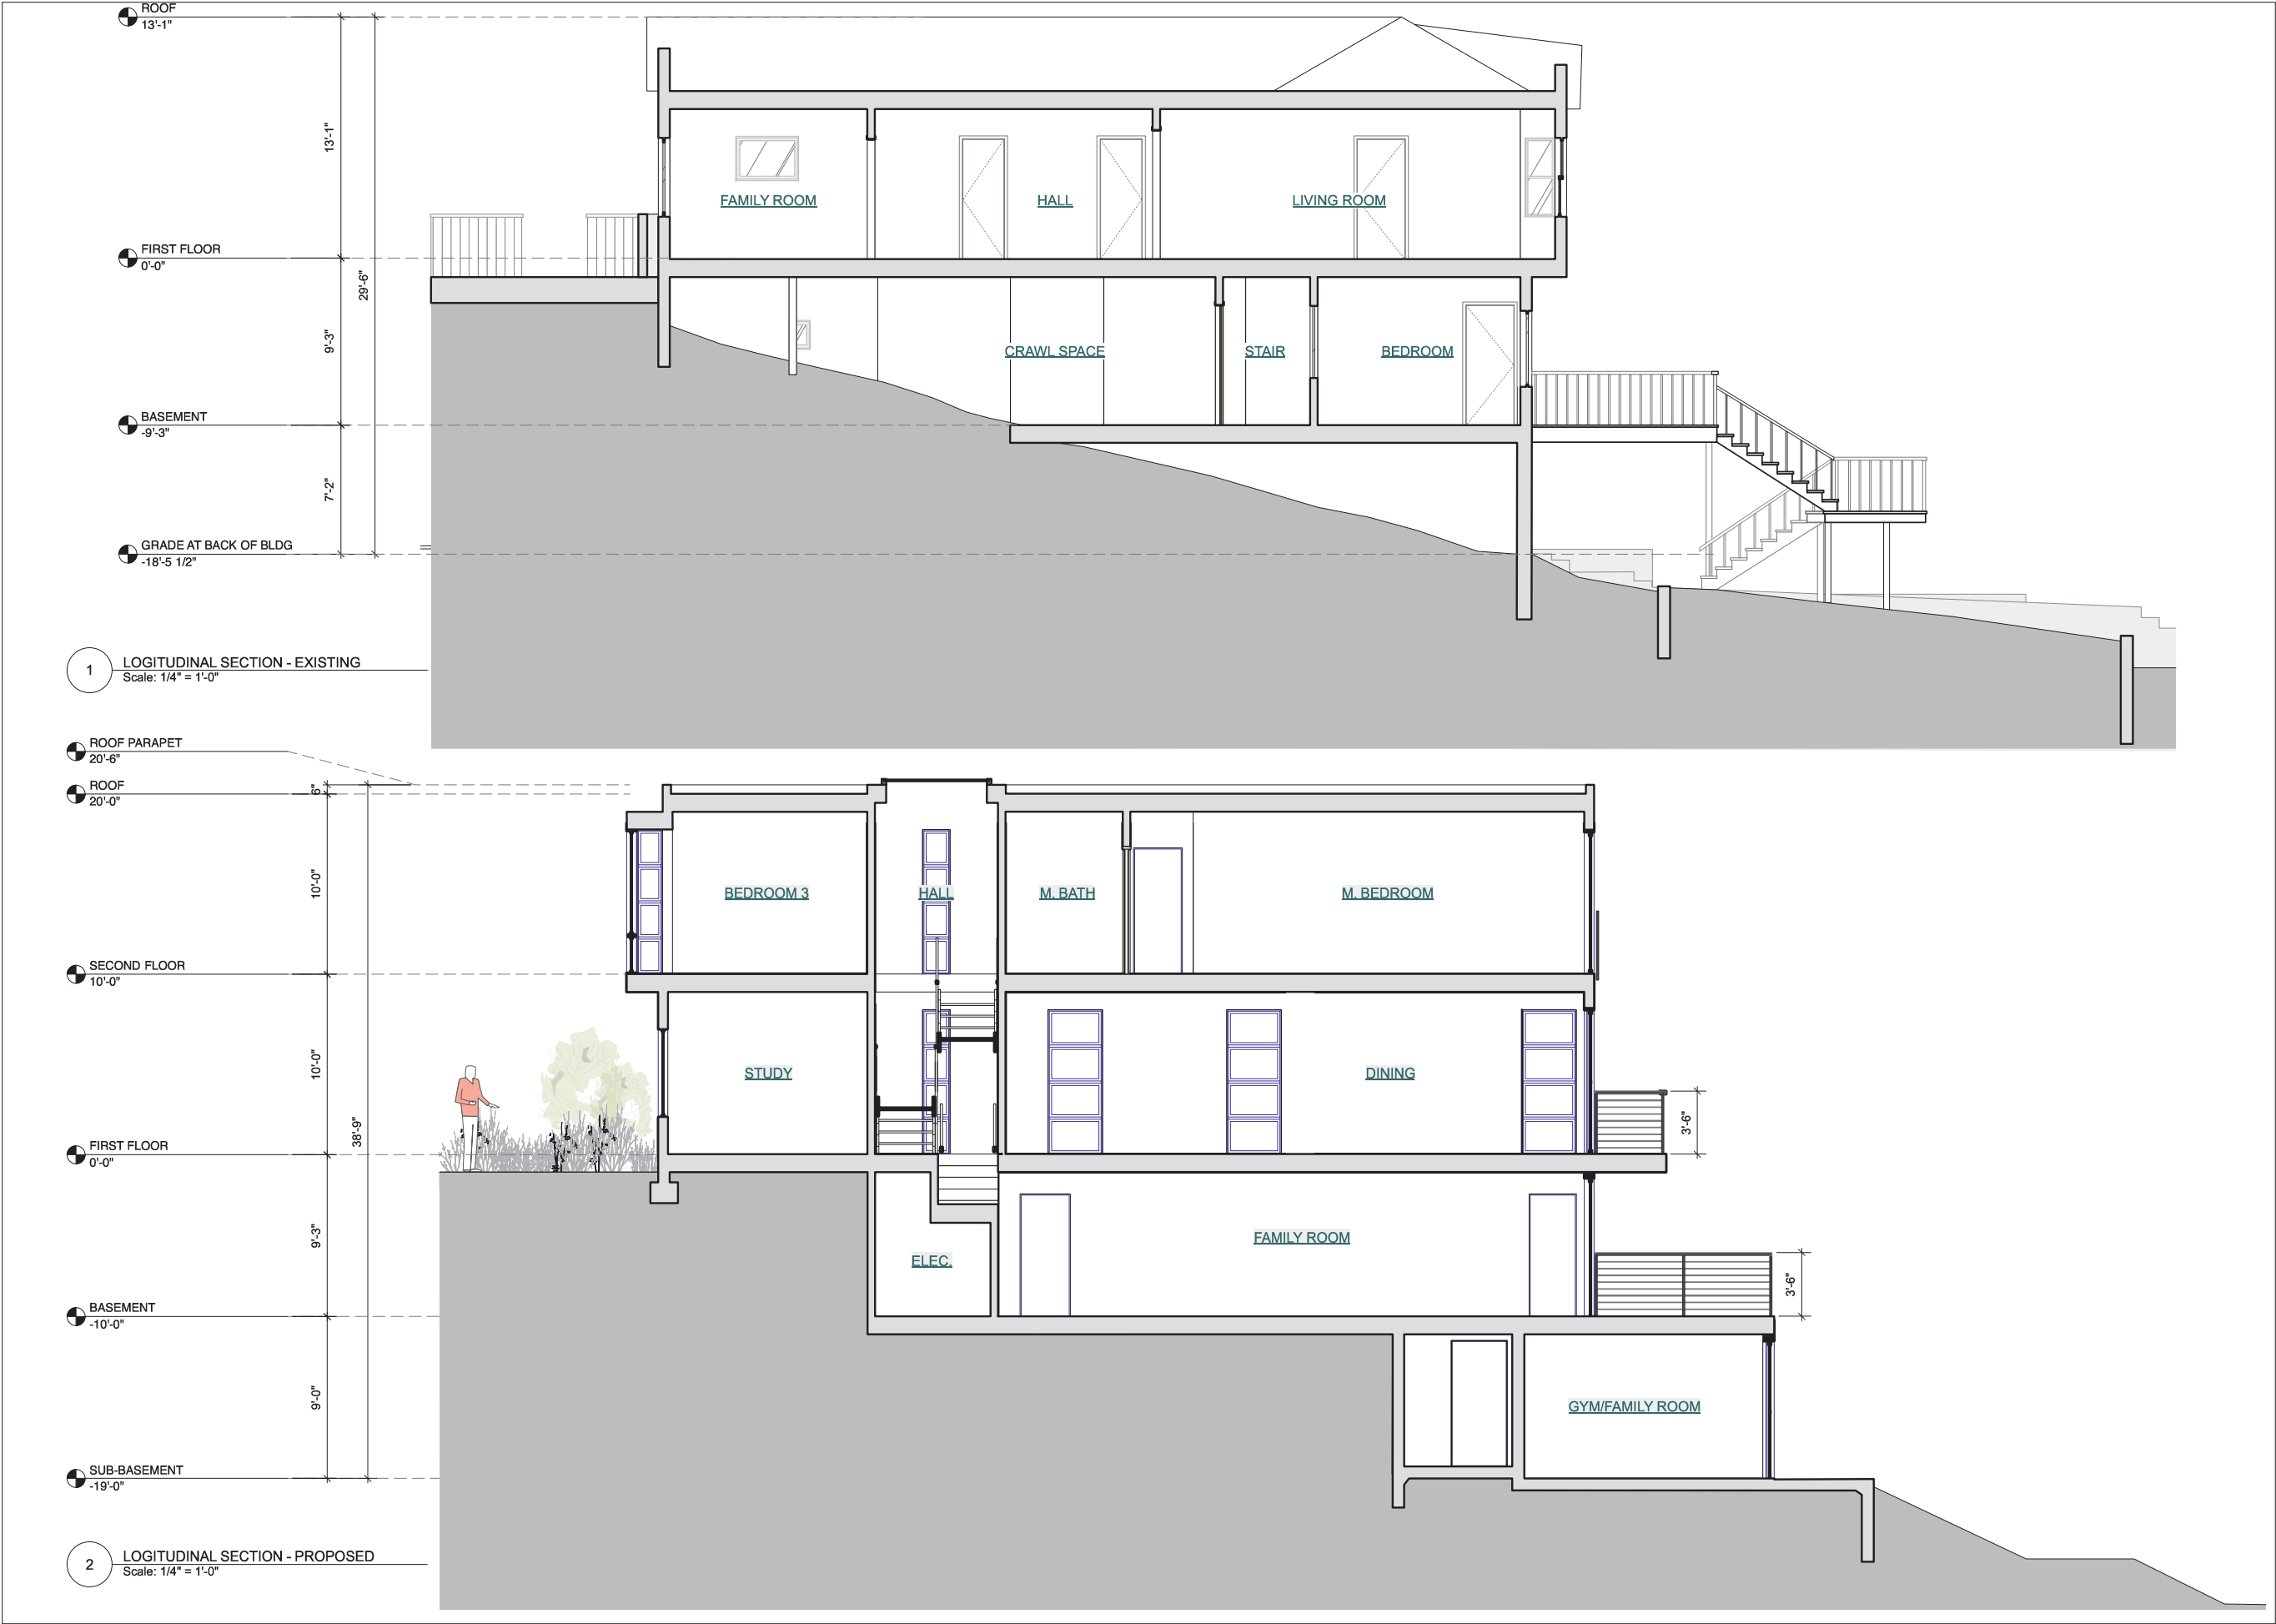 ROOF
13'-1"
13'-1"
FAMILY ROOM
HALL
LIVING ROOM
FIRST FLOOR
0'-0"
29'-6"
9'-3"
CRAWL SPACE
STAIR
BEDROOM
BASEMENT
-9'-3"
7'-2"
GRADE AT BACK OF BLDG
-18'-5 1/2"
1
LOGITUDINAL SECTION - EXISTING
Scale: 1/4" = 1'-0"
ROOF PARAPET
20'-6"
ROOF
20'-0"
6"
10'-0"
BEDROOM 3
HALL
M. BATH
M. BEDROOM
SECOND FLOOR
10'-0"
10'-0"
STUDY
DINING
38'-9"
3'-6"
FIRST FLOOR
0'-0"
9'-3"
FAMILY ROOM
ELEC.
3'-6"
BASEMENT
-10'-0"
9'-0"
GYM/FAMILY ROOM
SUB-BASEMENT
-19'-0"
2
LOGITUDINAL SECTION - PROPOSED
Scale: 1/4" = 1'-0"